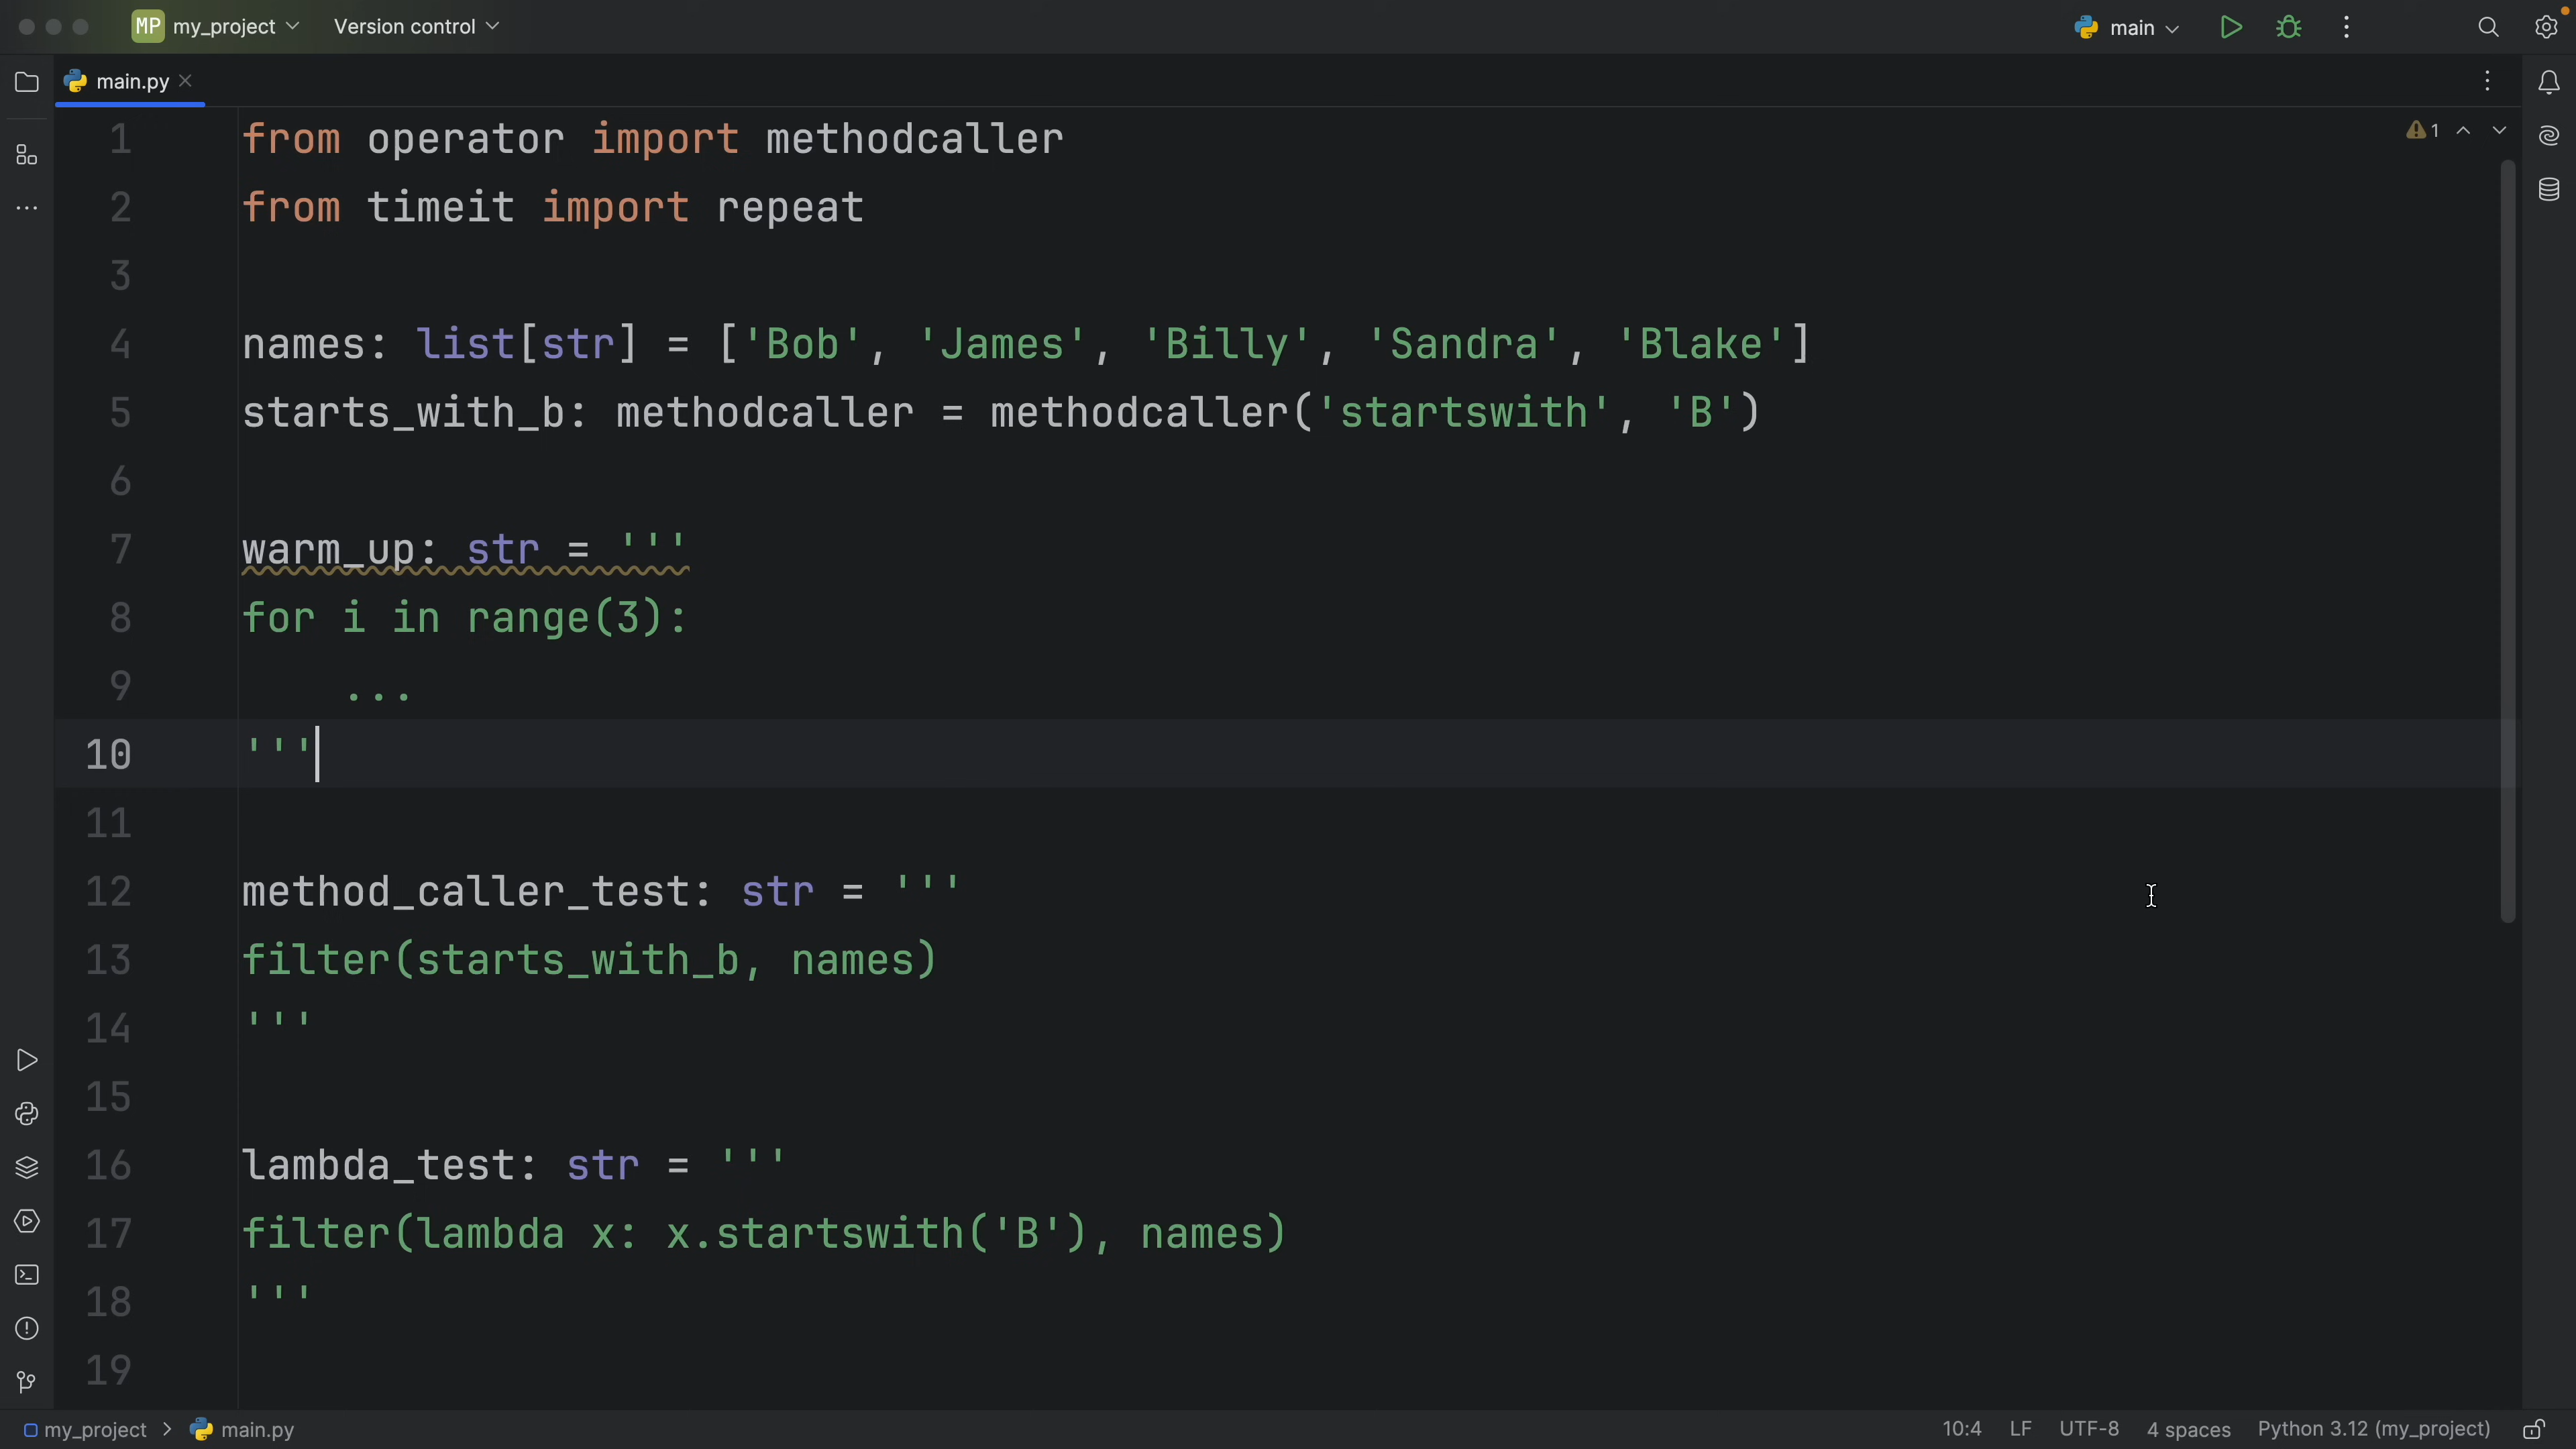 MP my_project Version control main
main.py
1 from operator import methodcaller
1
2 from timeit import repeat
3
4 names: list[str] = ['Bob', 'James', 'Billy', 'Sandra', 'Blake']
5 starts_with_b: methodcaller = methodcaller('startswith', 'B')
6
7 warm_up: str = '''
8 for i in range(3):
9     ...
10 '''
11
12 method_caller_test: str = '''
13 filter(starts_with_b, names)
14 '''
15
16 lambda_test: str = '''
17 filter(lambda x: x.startswith('B'), names)
18 '''
19
my_project > main.py 10:4 LF UTF-8 4 spaces Python 3.12 (my_project)